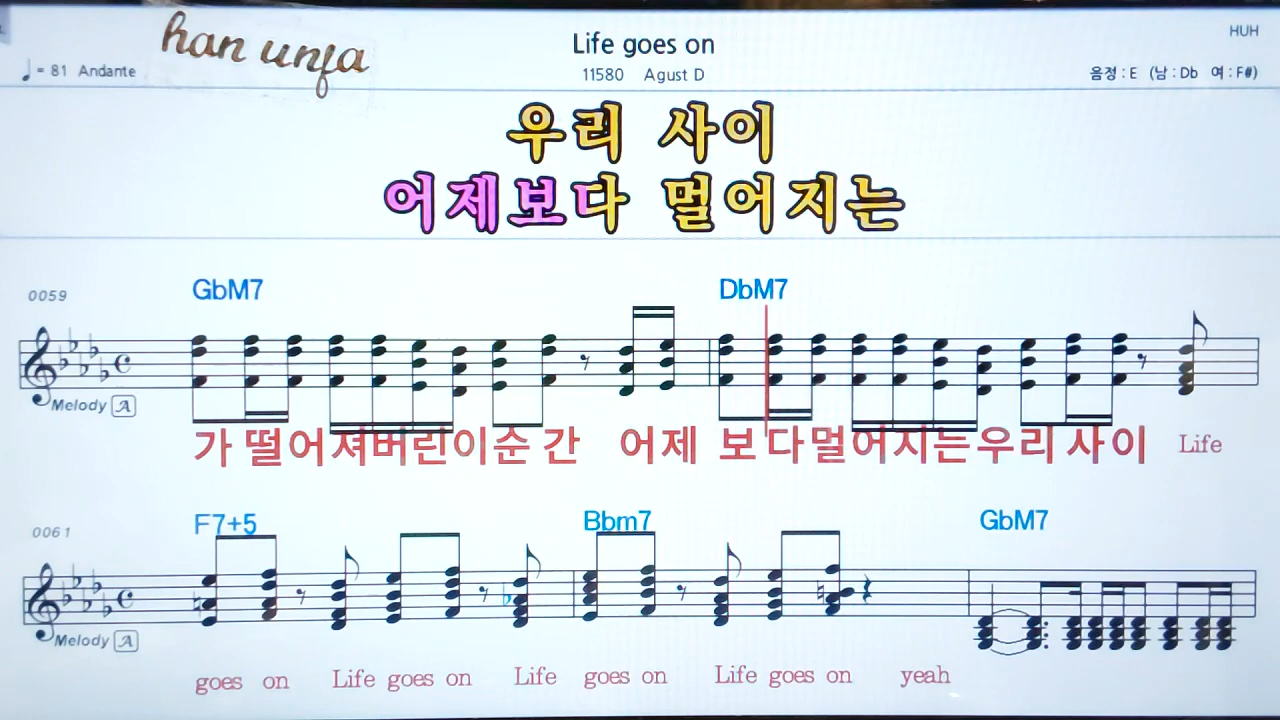 han unfa
Life goes on
HUH
♩= 81 Andante
11580 Agust D
음정 : E (남 : Db 여 : F#)
우리 사이
어제보다 멀어지는
0059
GbM7 DbM7
Melody A
가 떨어져버린이순 간 어제 보다멀어지는우리 사이 Life
0061
F7+5 Bbm7 GbM7
Melody A
goes on Life goes on Life goes on Life goes on yeah